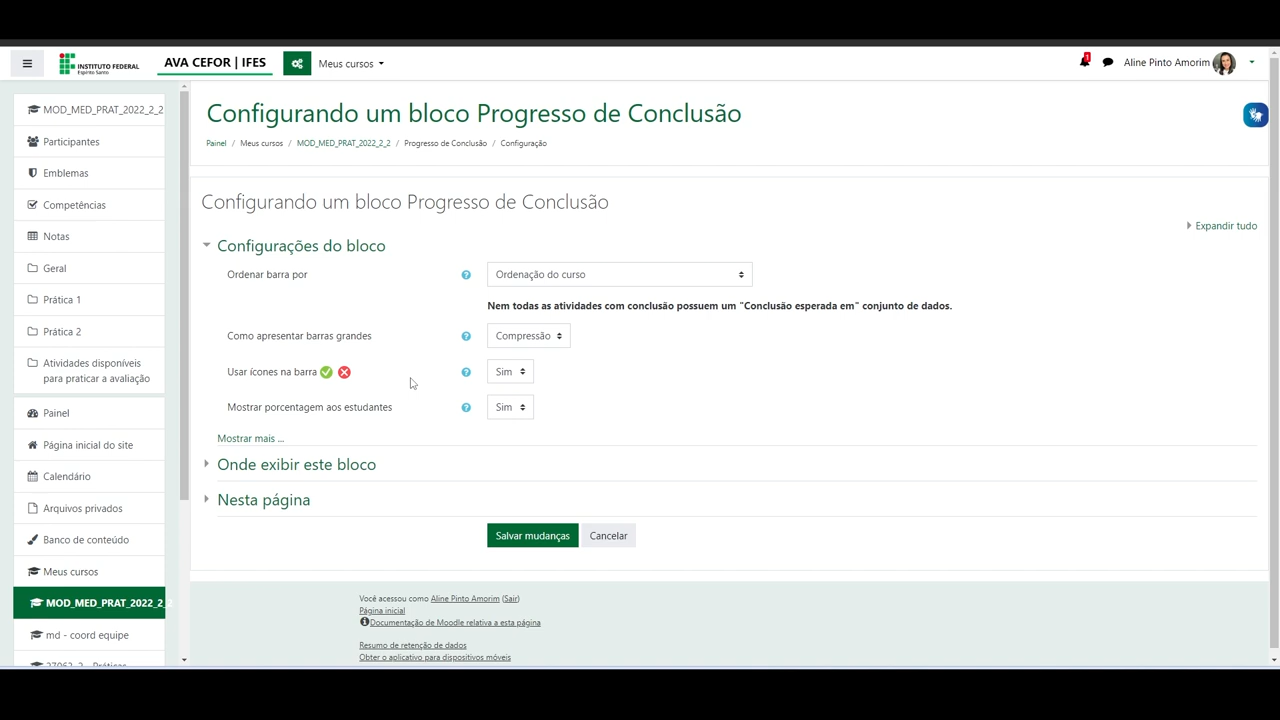 INSTITUTO FEDERAL
Espírito Santo
AVA CEFOR | IFES
Meus cursos
1
Aline Pinto Amorim
MOD_MED_PRAT_2022_2_2
Participantes
Emblemas
Competências
Notas
Geral
Prática 1
Prática 2
Atividades disponíveis
para praticar a avaliação
Painel
Página inicial do site
Calendário
Arquivos privados
Banco de conteúdo
Meus cursos
MOD_MED_PRAT_2022_2_2
md - coord equipe
Configurando um bloco Progresso de Conclusão
Painel / Meus cursos / MOD_MED_PRAT_2022_2_2 / Progresso de Conclusão / Configuração
Configurando um bloco Progresso de Conclusão
Expandir tudo
Configurações do bloco
Ordenar barra por
Ordenação do curso
Nem todas as atividades com conclusão possuem um "Conclusão esperada em" conjunto de dados.
Como apresentar barras grandes
Compressão
Usar ícones na barra
Sim
Mostrar porcentagem aos estudantes
Sim
Mostrar mais ...
Onde exibir este bloco
Nesta página
Salvar mudanças
Cancelar
Você acessou como Aline Pinto Amorim (Sair)
Página inicial
Documentação de Moodle relativa a esta página
Resumo de retenção de dados
Obter o aplicativo para dispositivos móveis